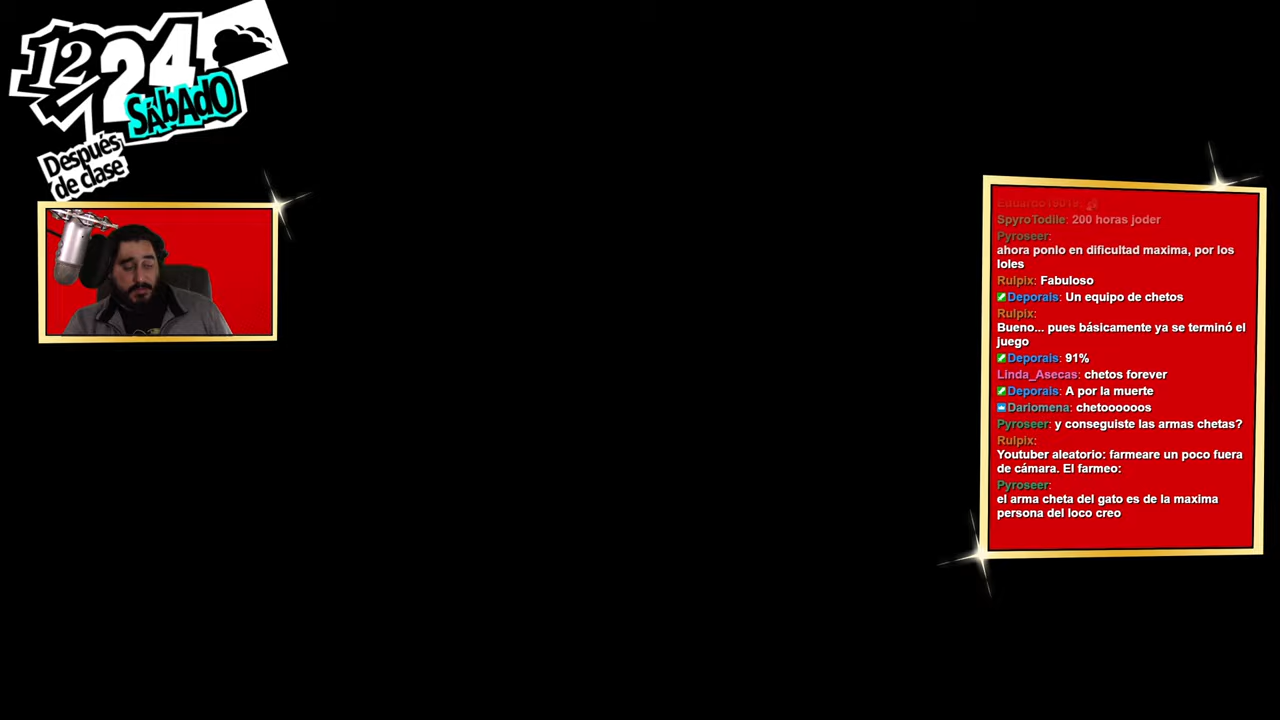 12/24
SábAdO
Después
de clase
SpyroTodile: 200 horas joder
Pyroseer:
ahora ponlo en dificultad maxima, por los
loles
Rulpix: Fabuloso
Deporais: Un equipo de chetos
Rulpix:
Bueno... pues básicamente ya se terminó el
juego
Deporais: 91%
Linda_Asecas: chetos forever
Deporais: A por la muerte
Dariomena: chetoooooos
Pyroseer: y conseguiste las armas chetas?
Rulpix:
Youtuber aleatorio: farmeare un poco fuera
de cámara. El farmeo:
Pyroseer:
el arma cheta del gato es de la maxima
persona del loco creo